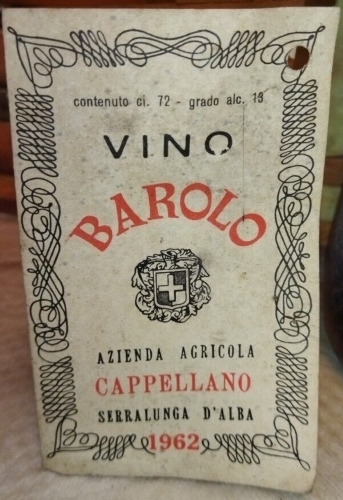 contenuto cl. 72 - grado alc. 13
VINO
BAROLO
AZIENDA AGRICOLA
CAPPELLANO
SERRALUNGA D'ALBA
1962